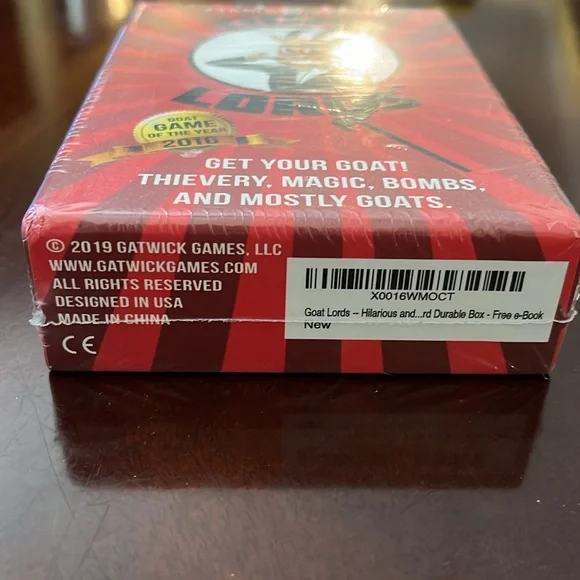 LORDS
GOAT
GAME
OF THE YEAR
2016
GET YOUR GOAT!
THIEVERY, MAGIC, BOMBS,
AND MOSTLY GOATS.
© 2019 GATWICK GAMES, LLC
WWW.GATWICKGAMES.COM
ALL RIGHTS RESERVED
DESIGNED IN USA
MADE IN CHINA
CE
X0016WMOCT
Goat Lords -- Hilarious and...rd Durable Box - Free e-Book
New